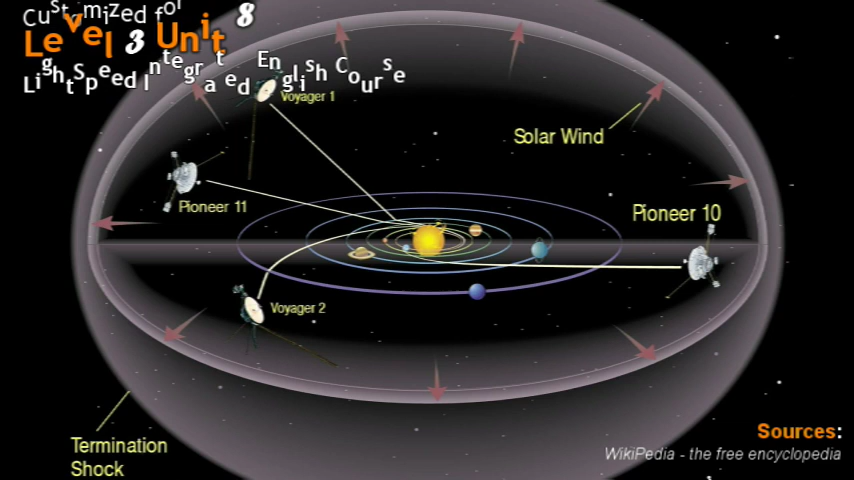 Customized for
Level 3 Unit 8
LightSpeed Integrated English Course
Voyager 1
Solar Wind
Pioneer 11
Pioneer 10
Voyager 2
Termination
Shock
Sources:
WikiPedia - the free encyclopedia